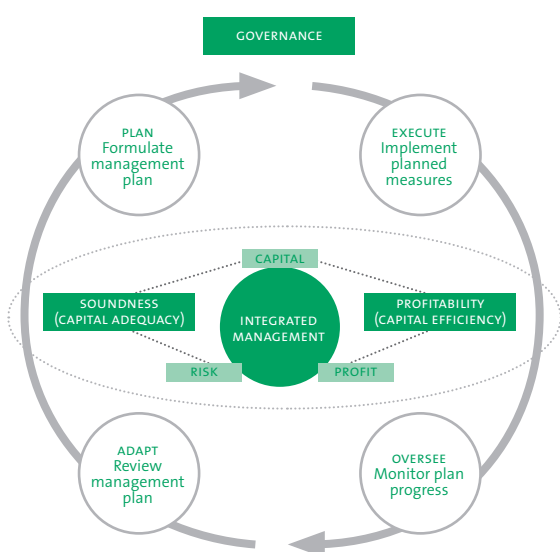 GOVERNANCE
PLAN
Formulate
management
plan
EXECUTE
Implement
planned
measures
CAPITAL
SOUNDNESS
(CAPITAL ADEQUACY)
INTEGRATED
MANAGEMENT
PROFITABILITY
(CAPITAL EFFICIENCY)
RISK
PROFIT
ADAPT
Review
management
plan
OVERSEE
Monitor plan
progress